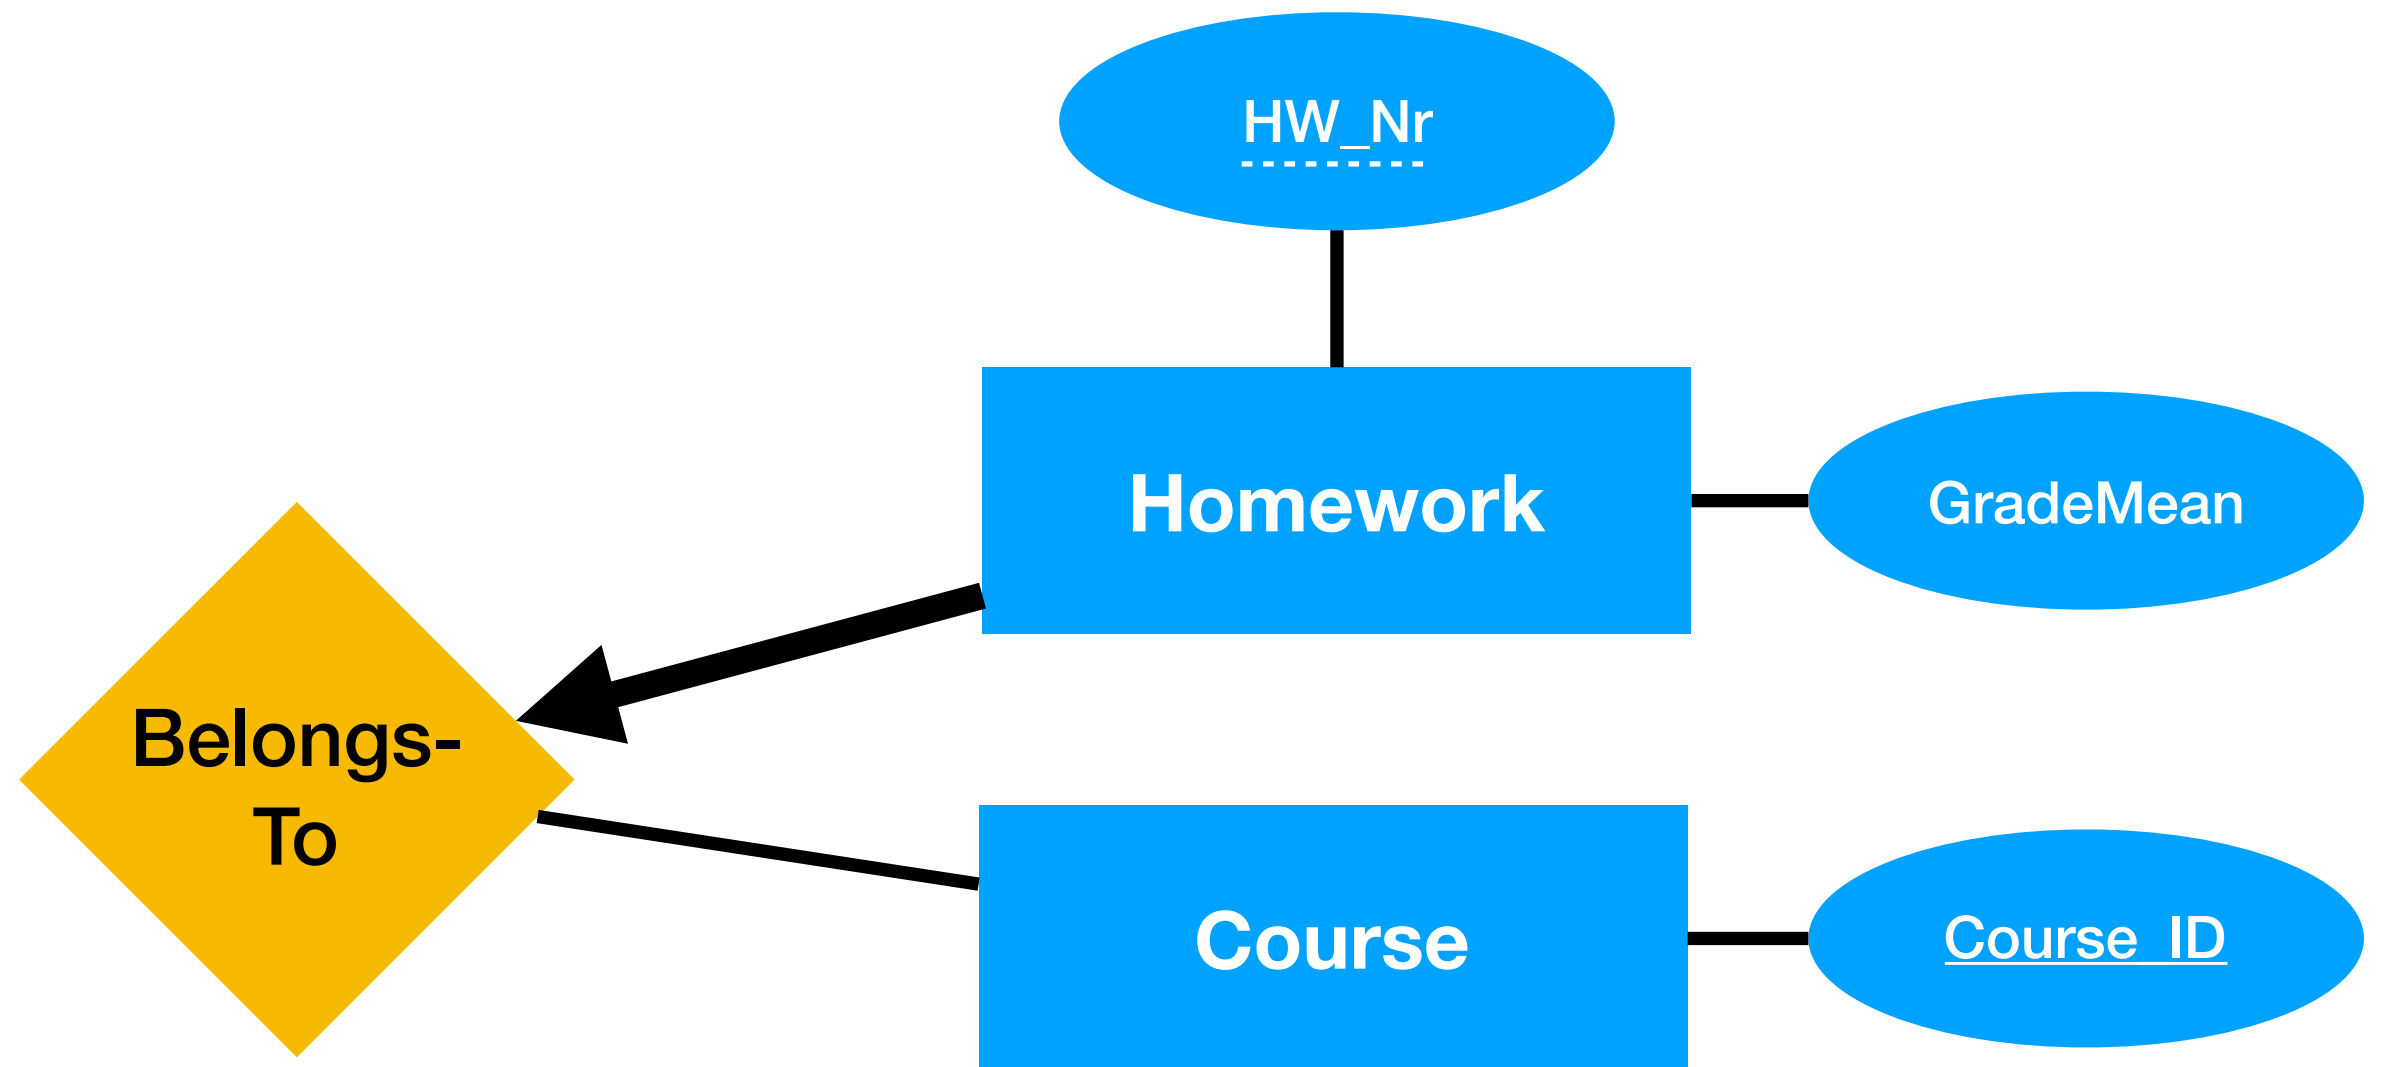 HW_Nr
Homework
GradeMean
Belongs-
To
Course
Course_ID